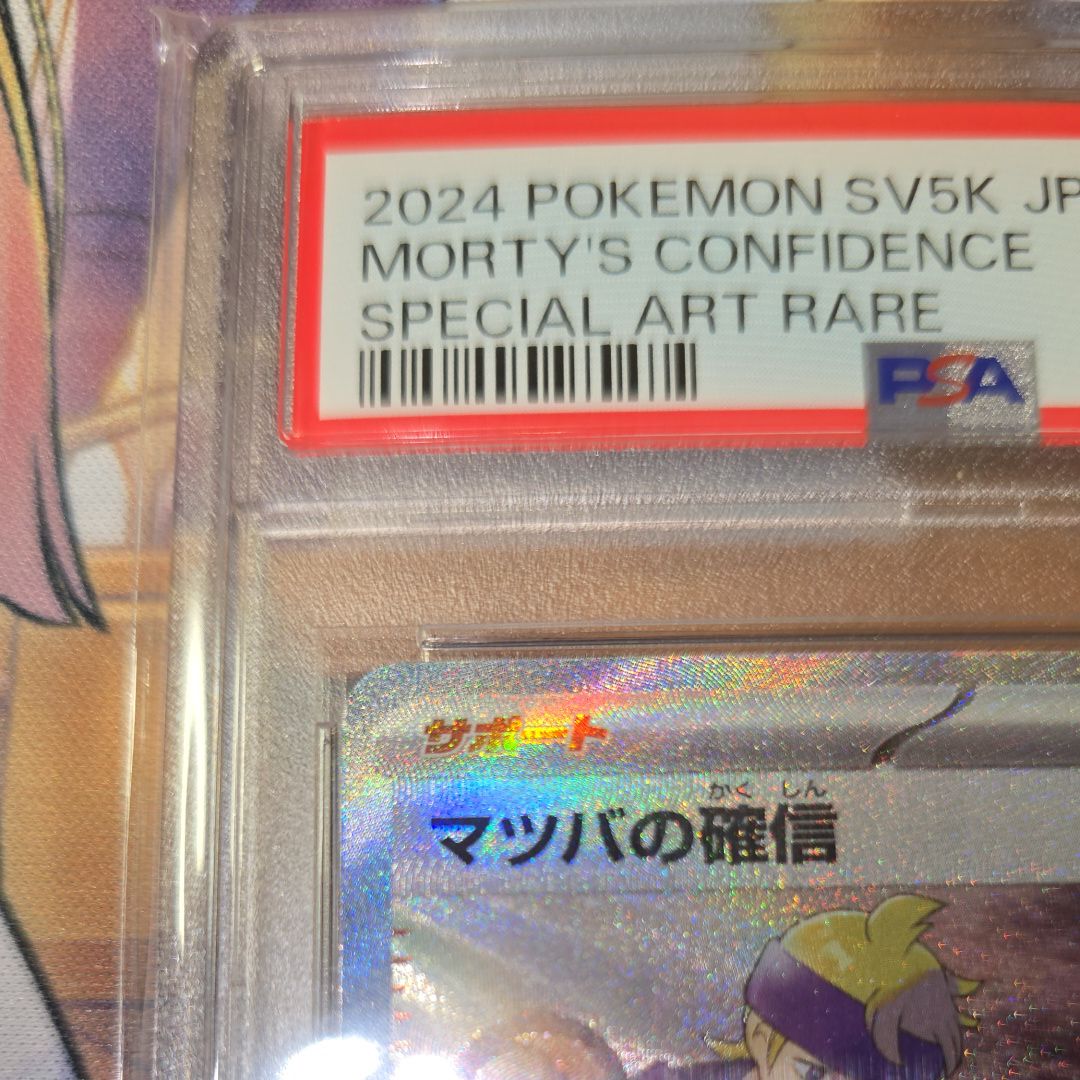 2024 POKEMON SV5K JP
MORTY'S CONFIDENCE
SPECIAL ART RARE
PSA
サポート
かくしん
マツバの確信